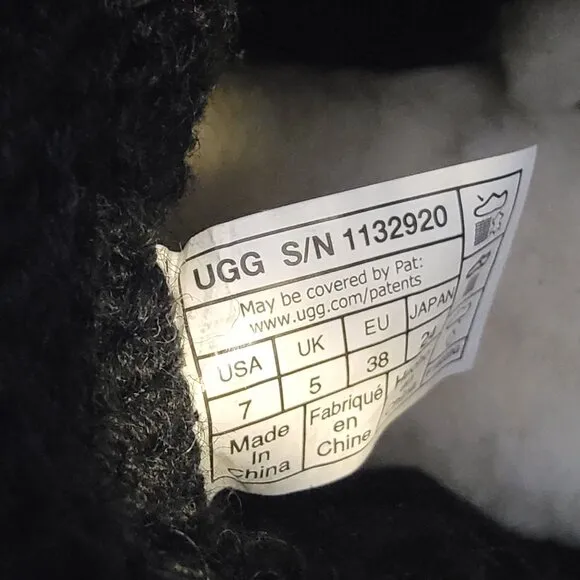 UGG S/N 1132920
May be covered by Pat:
www.ugg.com/patents
USA UK EU JAPAN
7 5 38
Made
In
China
Fabriqué
en
Chine